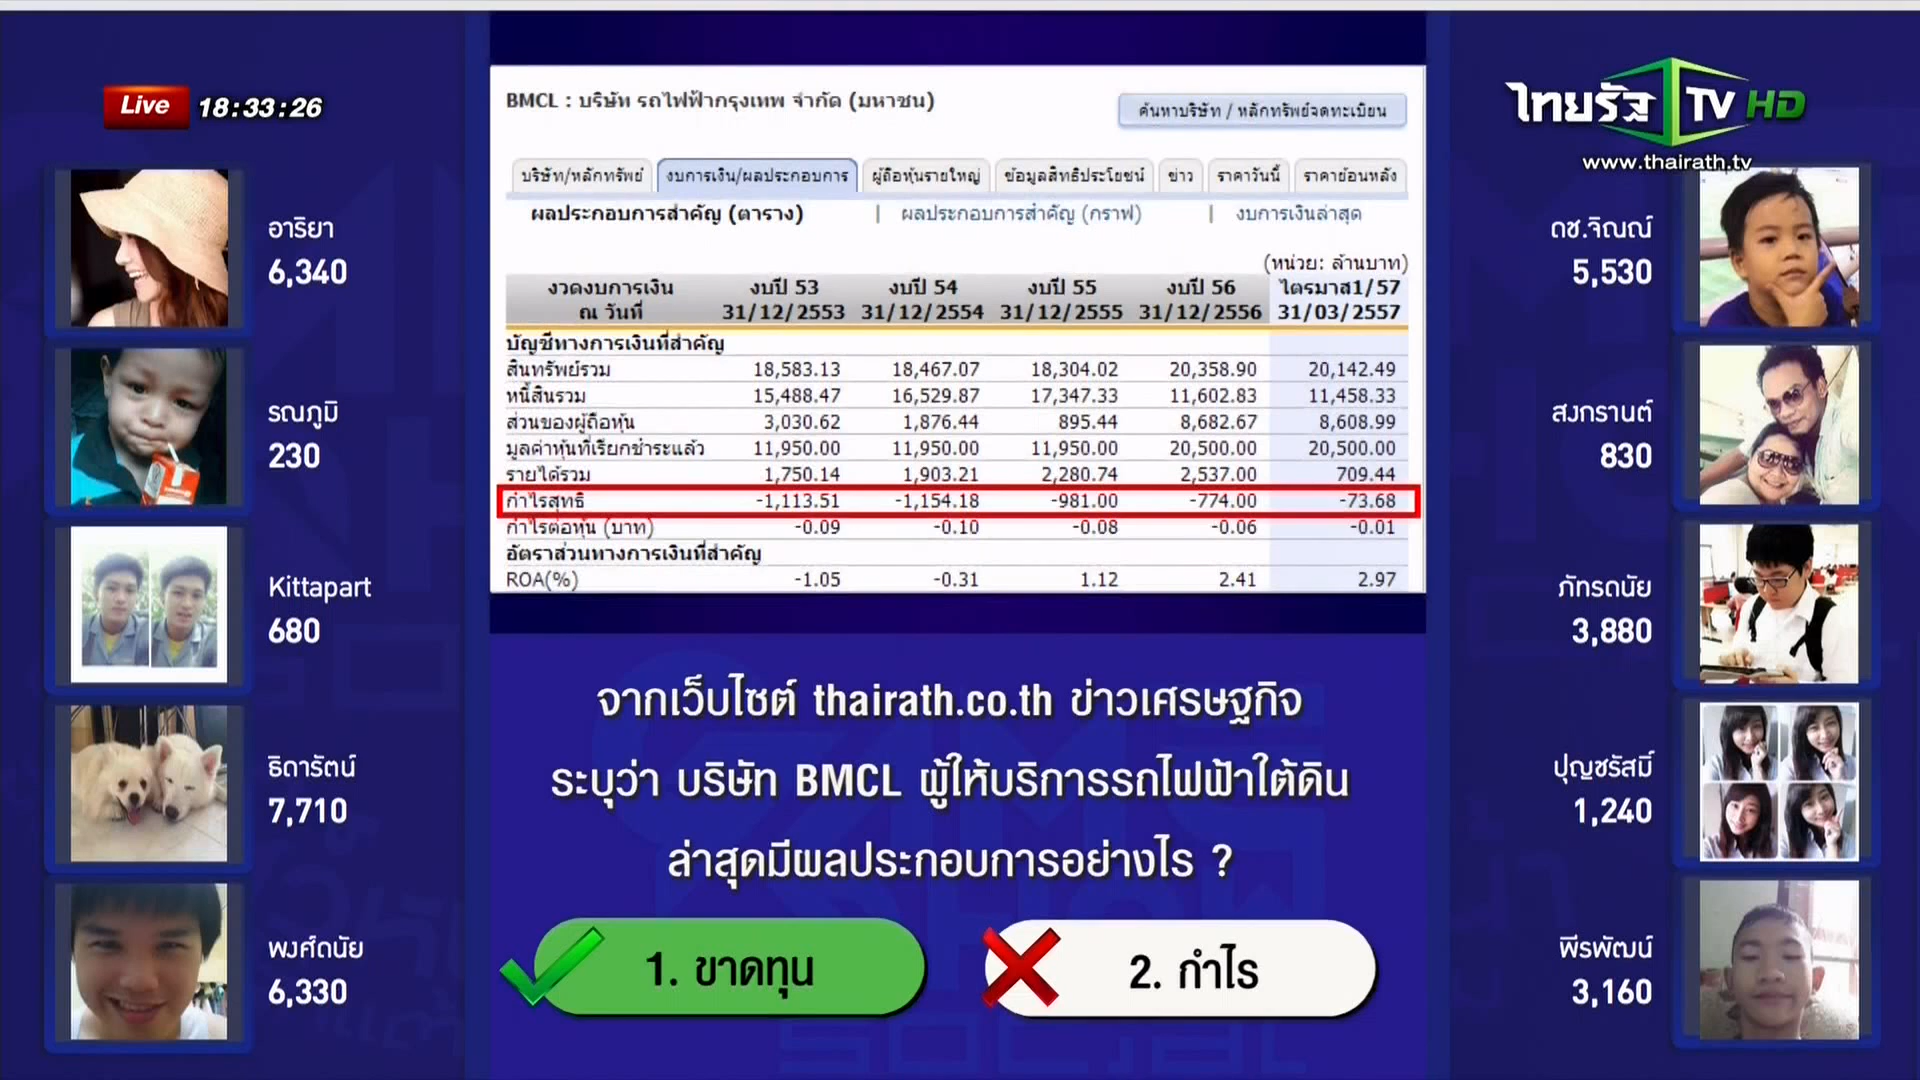 Live 18:33:26
ไทยรัฐ TV HD
www.thairath.tv
อาริยา
6,340
รณภูมิ
230
Kittapart
680
ธิดารัตน์
7,710
พงศ์ดนัย
6,330
BMCL : บริษัท รถไฟฟ้ากรุงเทพ จำกัด (มหาชน)
ค้นหาบริษัท / หลักทรัพย์จดทะเบียน
บริษัท/หลักทรัพย์ งบการเงิน/ผลประกอบการ ผู้ถือหุ้นรายใหญ่ ข้อมูลสิทธิประโยชน์ ข่าว ราคาวันนี้ ราคาย้อนหลัง
ผลประกอบการสำคัญ (ตาราง) | ผลประกอบการสำคัญ (กราฟ) | งบการเงินล่าสุด
(หน่วย: ล้านบาท)
งวดงบการเงิน งบปี 53 งบปี 54 งบปี 55 งบปี 56 ไตรมาส1/57
ณ วันที่ 31/12/2553 31/12/2554 31/12/2555 31/12/2556 31/03/2557
บัญชีทางการเงินที่สำคัญ
สินทรัพย์รวม 18,583.13 18,467.07 18,304.02 20,358.90 20,142.49
หนี้สินรวม 15,488.47 16,529.87 17,347.33 11,602.83 11,458.33
ส่วนของผู้ถือหุ้น 3,030.62 1,876.44 895.44 8,682.67 8,608.99
มูลค่าหุ้นที่เรียกชำระแล้ว 11,950.00 11,950.00 11,950.00 20,500.00 20,500.00
รายได้รวม 1,750.14 1,903.21 2,280.74 2,537.00 709.44
กำไรสุทธิ -1,113.51 -1,154.18 -981.00 -774.00 -73.68
กำไรต่อหุ้น (บาท) -0.09 -0.10 -0.08 -0.06 -0.01
อัตราส่วนทางการเงินที่สำคัญ
ROA(%) -1.05 -0.31 1.12 2.41 2.97
จากเว็บไซต์ thairath.co.th ข่าวเศรษฐกิจ
ระบุว่า บริษัท BMCL ผู้ให้บริการรถไฟฟ้าใต้ดิน
ล่าสุดมีผลประกอบการอย่างไร ?
1. ขาดทุน
2. กำไร
ดช.จิณณ์
5,530
สงกรานต์
830
ภัทรดนัย
3,880
ปุญชรัสมิ์
1,240
พีรพัฒน์
3,160